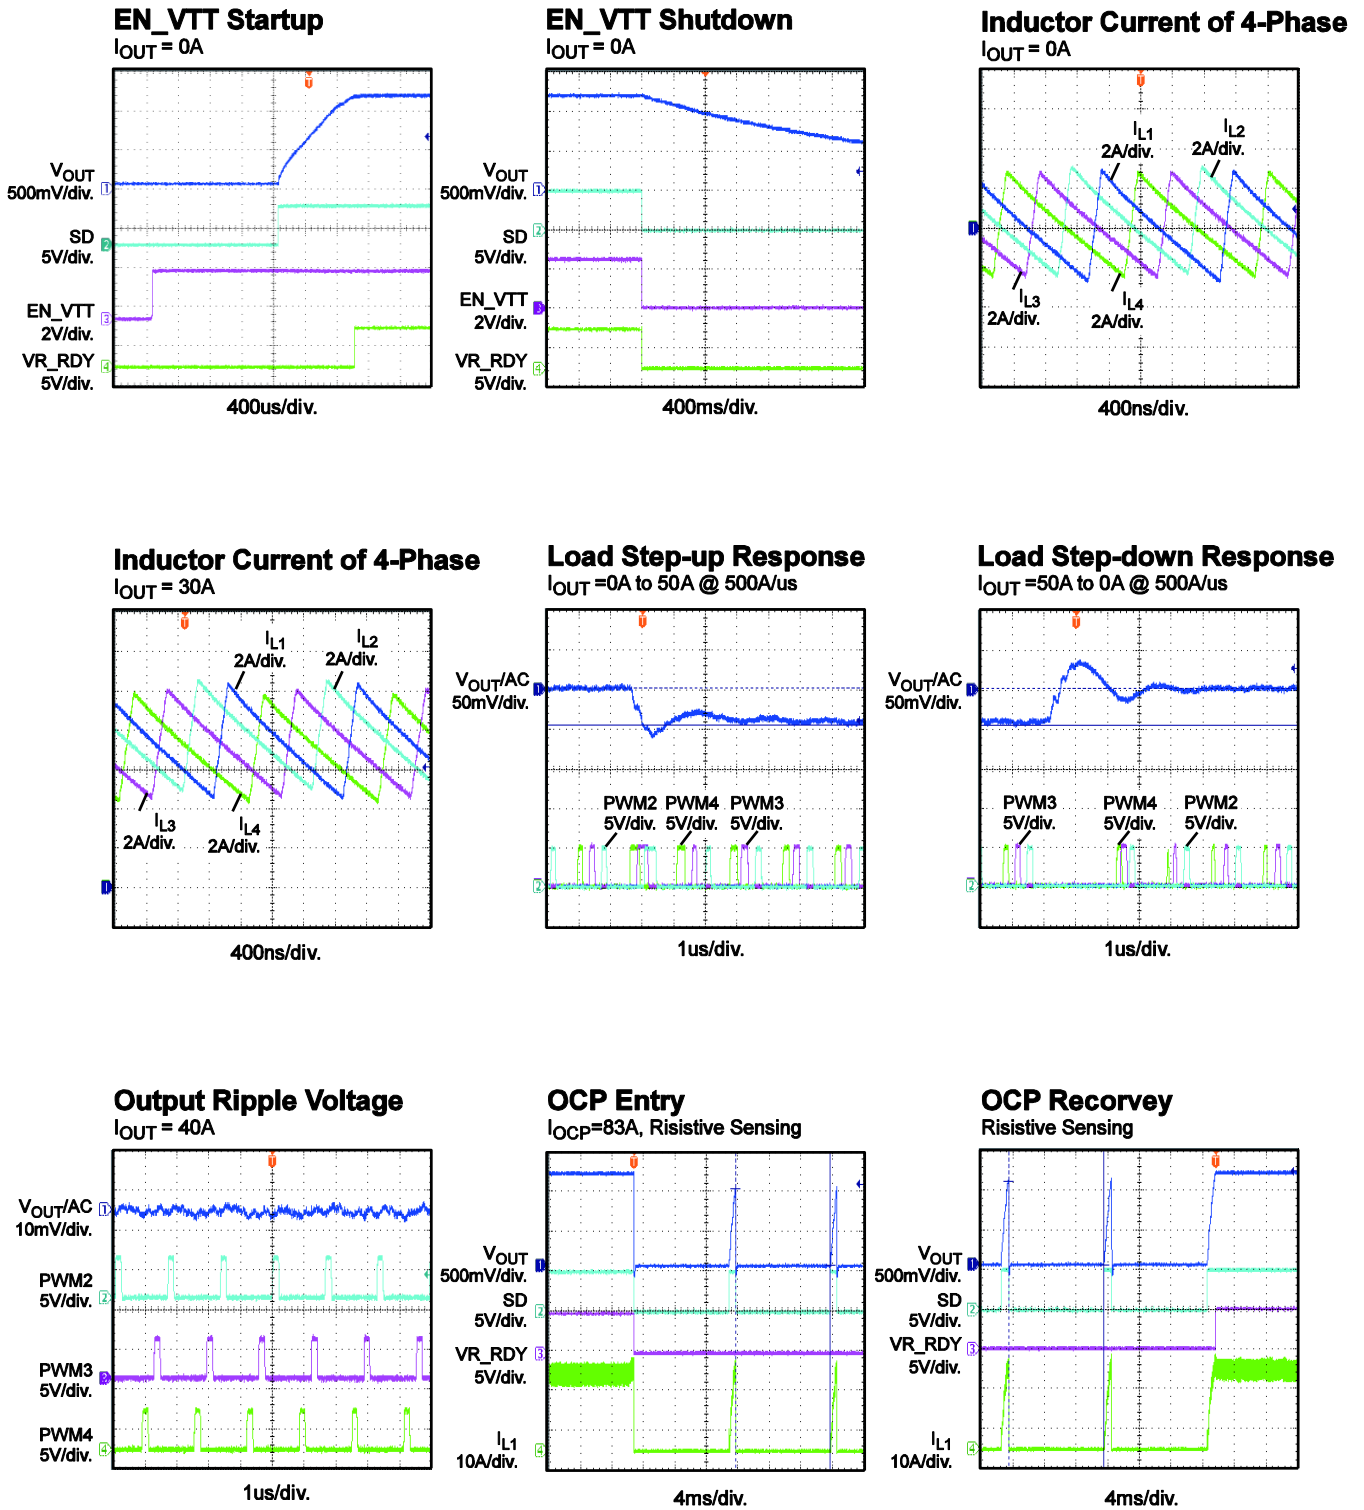 EN_VTT Startup
IOUT = 0A
VOUT
500mV/div.
SD
5V/div.
EN_VTT
2V/div.
VR_RDY
5V/div.
400us/div.
EN_VTT Shutdown
IOUT = 0A
VOUT
500mV/div.
SD
5V/div.
EN_VTT
2V/div.
VR_RDY
5V/div.
400ms/div.
Inductor Current of 4-Phase
IOUT = 0A
IL1
2A/div.
IL2
2A/div.
IL3
2A/div.
IL4
2A/div.
400ns/div.
Inductor Current of 4-Phase
IOUT = 30A
IL1
2A/div.
IL2
2A/div.
IL3
2A/div.
IL4
2A/div.
400ns/div.
Load Step-up Response
IOUT =0A to 50A @ 500A/us
VOUT/AC
50mV/div.
PWM2 PWM4 PWM3
5V/div. 5V/div. 5V/div.
1us/div.
Load Step-down Response
IOUT =50A to 0A @ 500A/us
VOUT/AC
50mV/div.
PWM3 PWM4 PWM2
5V/div. 5V/div. 5V/div.
1us/div.
Output Ripple Voltage
IOUT = 40A
VOUT/AC
10mV/div.
PWM2
5V/div.
PWM3
5V/div.
PWM4
5V/div.
1us/div.
OCP Entry
IOCP=83A, Risistive Sensing
VOUT
500mV/div.
SD
5V/div.
VR_RDY
5V/div.
IL1
10A/div.
4ms/div.
OCP Recorvey
Risistive Sensing
VOUT
500mV/div.
SD
5V/div.
VR_RDY
5V/div.
IL1
10A/div.
4ms/div.